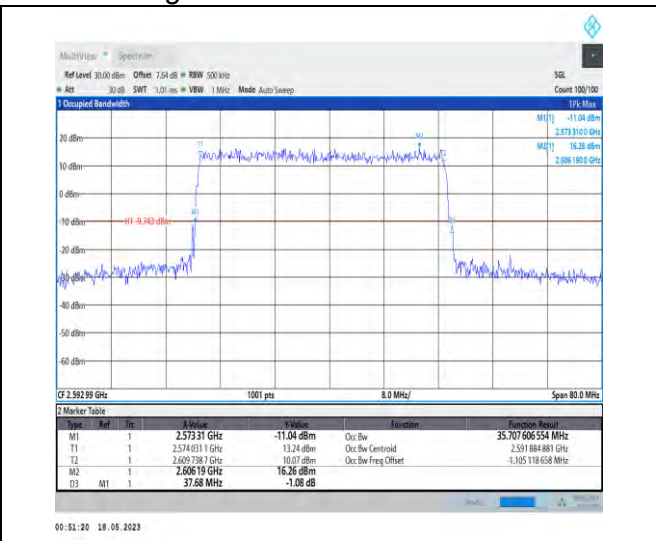 MultiView Spectrum
Ref Level 30.00 dBm Offset 7.64 dB RBW 500 kHz SGL
Att 30 dB SWT 1.01 ms VBW 1 MHz Mode Auto Sweep Count 100/100
1 Occupied Bandwidth 1Pk Max
M1[1] -11.04 dBm
2.573 310 0 GHz
M2[1] 16.26 dBm
2.606 190 0 GHz
20 dBm
10 dBm
0 dBm
-10 dBm
H1 -9.743 dBm
-20 dBm
-30 dBm
-40 dBm
-50 dBm
-60 dBm
T1
M2
T2
CF 2.592 99 GHz 1001 pts 8.0 MHz/ Span 80.0 MHz
2 Marker Table
Type Ref Trc X-Value Y-Value Function Function Result
M1 1 2.573 31 GHz -11.04 dBm Occ Bw 35.707 606 554 MHz
T1 1 2.574 031 1 GHz 13.24 dBm Occ Bw Centroid 2.591 884 881 GHz
T2 1 2.609 738 7 GHz 10.07 dBm Occ Bw Freq Offset -1.105 118 658 MHz
M2 1 2.606 19 GHz 16.26 dBm
D3 M1 1 37.68 MHz -1.08 dB
00:51:20 18.05.2023